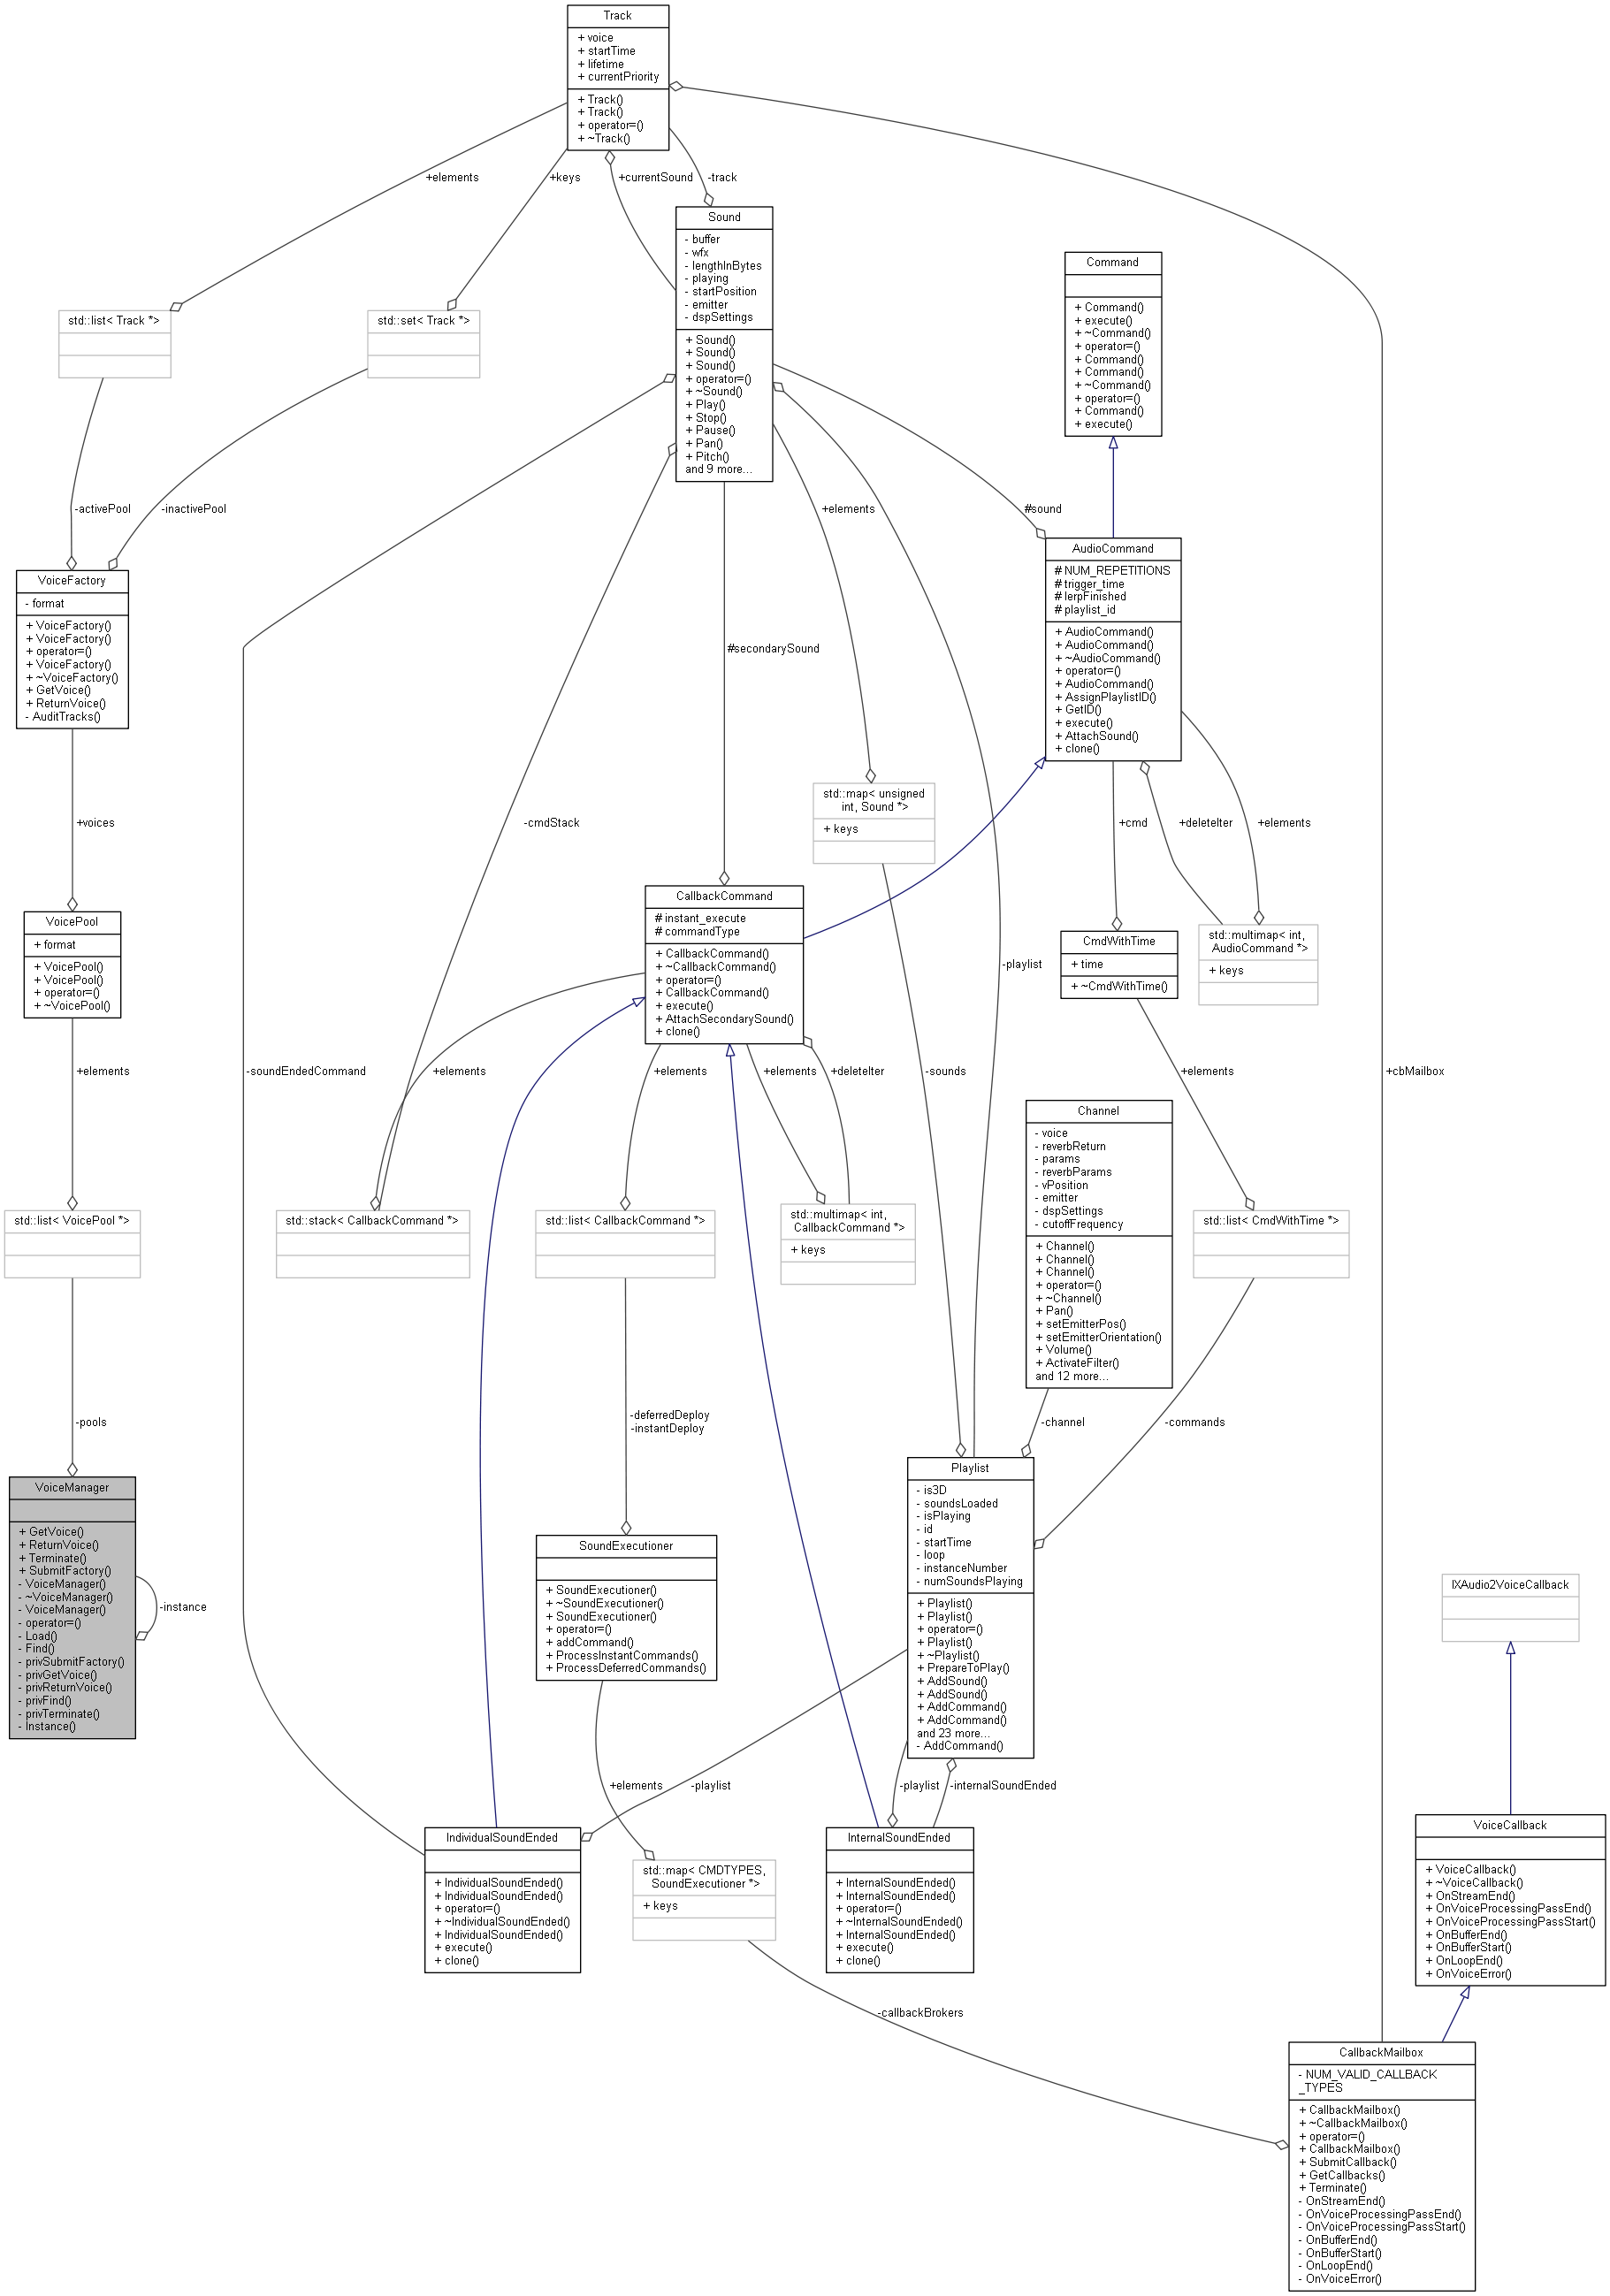 Track
+ voice
+ startTime
+ lifetime
+ currentPriority
+ Track()
+ Track()
+ operator=()
+ ~Track()
+elements
+keys
+currentSound
-track
Sound
- buffer
- wfx
- lengthInBytes
- playing
- startPosition
- emitter
- dspSettings
+ Sound()
+ Sound()
+ Sound()
+ operator=()
+ ~Sound()
+ Play()
+ Stop()
+ Pause()
+ Pan()
+ Pitch()
and 9 more...
Command
+ Command()
+ execute()
+ ~Command()
+ operator=()
+ Command()
+ Command()
+ ~Command()
+ operator=()
+ Command()
+ execute()
std::list< Track *>
std::set< Track *>
-activePool
-inactivePool
+elements
#sound
AudioCommand
# NUM_REPETITIONS
# trigger_time
# lerpFinished
# playlist_id
+ AudioCommand()
+ AudioCommand()
+ ~AudioCommand()
+ operator=()
+ AudioCommand()
+ AssignPlaylistID()
+ GetID()
+ execute()
+ AttachSound()
+ clone()
VoiceFactory
- format
+ VoiceFactory()
+ VoiceFactory()
+ operator=()
+ VoiceFactory()
+ ~VoiceFactory()
+ GetVoice()
+ ReturnVoice()
- AuditTracks()
#secondarySound
+voices
-cmdStack
std::map< unsigned
int, Sound *>
+ keys
+cmd
+deleteIter
+elements
CallbackCommand
# instant_execute
# commandType
+ CallbackCommand()
+ ~CallbackCommand()
+ operator=()
+ CallbackCommand()
+ execute()
+ AttachSecondarySound()
+ clone()
VoicePool
+ format
+ VoicePool()
+ VoicePool()
+ operator=()
+ ~VoicePool()
-playlist
CmdWithTime
+ time
+ ~CmdWithTime()
std::multimap< int,
AudioCommand *>
+ keys
+elements
-soundEndedCommand
+elements
+elements
+elements
+deleteIter
-sounds
+elements
+cbMailbox
Channel
- voice
- reverbReturn
- params
- reverbParams
- vPosition
- emitter
- dspSettings
- cutoffFrequency
+ Channel()
+ Channel()
+ Channel()
+ operator=()
+ ~Channel()
+ Pan()
+ setEmitterPos()
+ setEmitterOrientation()
+ Volume()
+ ActivateFilter()
and 12 more...
std::list< VoicePool *>
std::stack< CallbackCommand *>
std::list< CallbackCommand *>
std::multimap< int,
CallbackCommand *>
+ keys
std::list< CmdWithTime *>
-pools
-deferredDeploy
-instantDeploy
-channel
-commands
VoiceManager
+ GetVoice()
+ ReturnVoice()
+ Terminate()
+ SubmitFactory()
- VoiceManager()
- ~VoiceManager()
- VoiceManager()
- operator=()
- Load()
- Find()
- privSubmitFactory()
- privGetVoice()
- privReturnVoice()
- privFind()
- privTerminate()
- Instance()
-instance
SoundExecutioner
+ SoundExecutioner()
+ ~SoundExecutioner()
+ SoundExecutioner()
+ operator=()
+ addCommand()
+ ProcessInstantCommands()
+ ProcessDeferredCommands()
Playlist
- is3D
- soundsLoaded
- isPlaying
- id
- startTime
- loop
- instanceNumber
- numSoundsPlaying
+ Playlist()
+ Playlist()
+ operator=()
+ Playlist()
+ ~Playlist()
+ PrepareToPlay()
+ AddSound()
+ AddSound()
+ AddCommand()
+ AddCommand()
and 23 more...
- AddCommand()
IXAudio2VoiceCallback
+elements
-playlist
-playlist
-internalSoundEnded
IndividualSoundEnded
+ IndividualSoundEnded()
+ IndividualSoundEnded()
+ operator=()
+ ~IndividualSoundEnded()
+ IndividualSoundEnded()
+ execute()
+ clone()
std::map< CMDTYPES,
SoundExecutioner *>
+ keys
InternalSoundEnded
+ InternalSoundEnded()
+ InternalSoundEnded()
+ operator=()
+ ~InternalSoundEnded()
+ InternalSoundEnded()
+ execute()
+ clone()
VoiceCallback
+ VoiceCallback()
+ ~VoiceCallback()
+ OnStreamEnd()
+ OnVoiceProcessingPassEnd()
+ OnVoiceProcessingPassStart()
+ OnBufferEnd()
+ OnBufferStart()
+ OnLoopEnd()
+ OnVoiceError()
-callbackBrokers
CallbackMailbox
- NUM_VALID_CALLBACK
_TYPES
+ CallbackMailbox()
+ ~CallbackMailbox()
+ operator=()
+ CallbackMailbox()
+ SubmitCallback()
+ GetCallbacks()
+ Terminate()
- OnStreamEnd()
- OnVoiceProcessingPassEnd()
- OnVoiceProcessingPassStart()
- OnBufferEnd()
- OnBufferStart()
- OnLoopEnd()
- OnVoiceError()